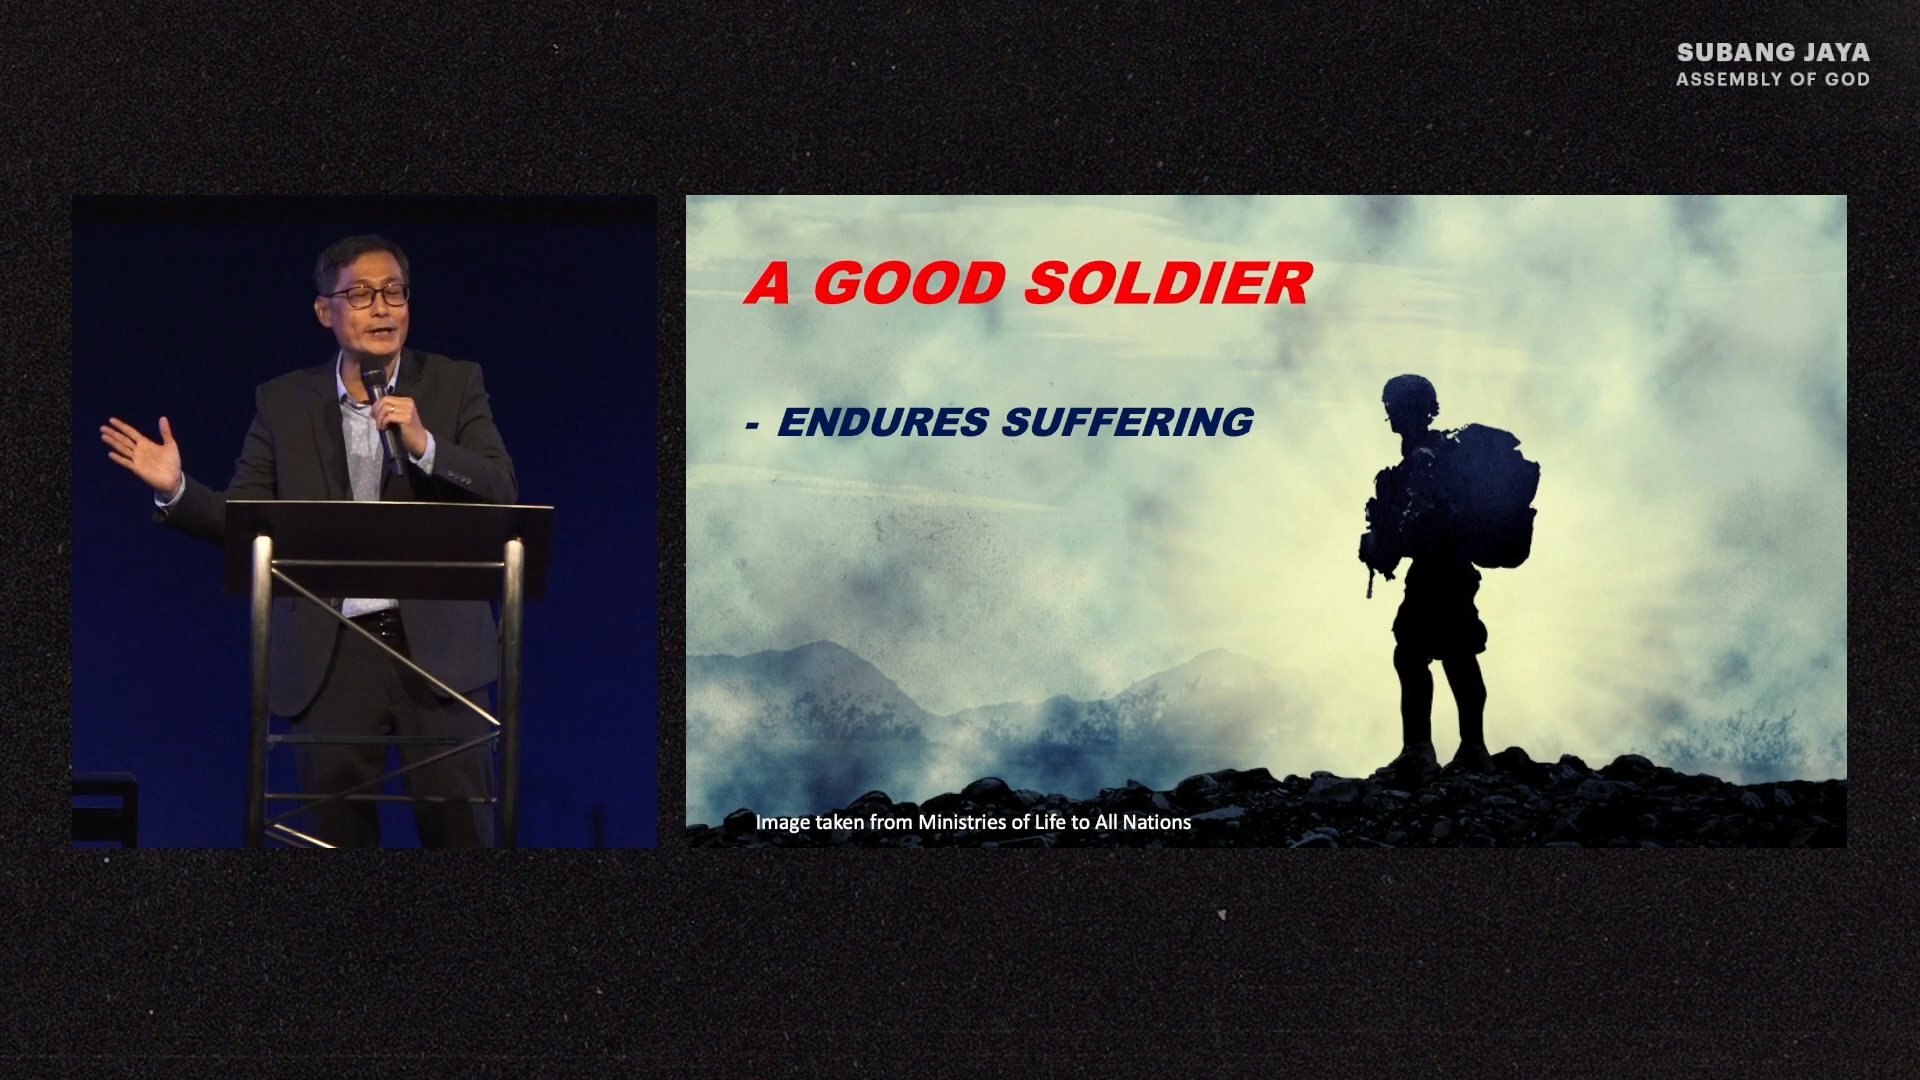 SUBANG JAYA
ASSEMBLY OF GOD
A GOOD SOLDIER
- ENDURES SUFFERING
Image taken from Ministries of Life to All Nations